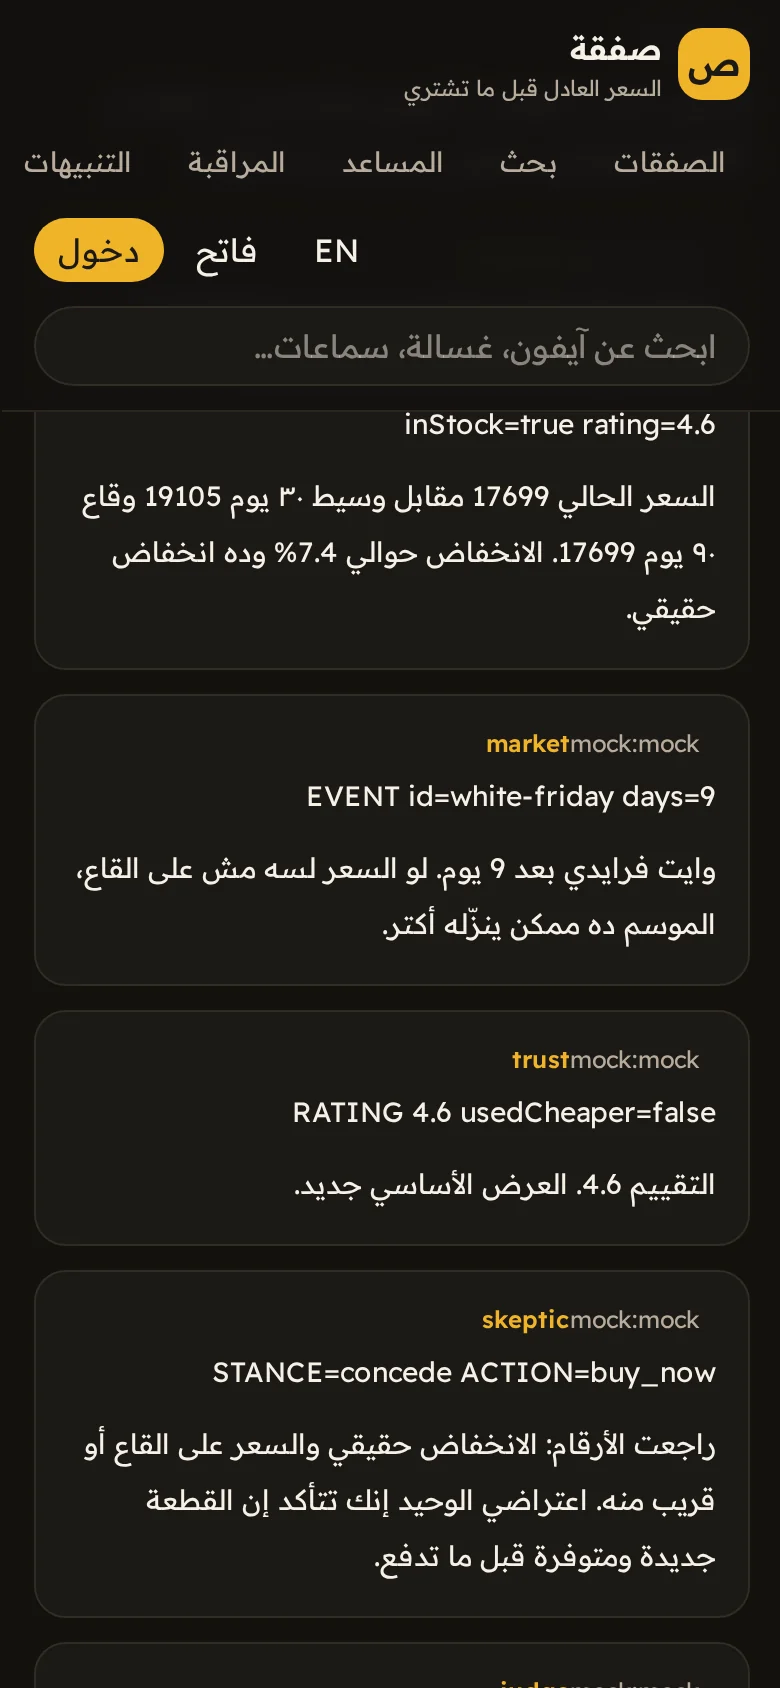 ص
صفقة
السعر العادل قبل ما تشتري
الصفقات
بحث
المساعد
المراقبة
التنبيهات
EN
فاتح
دخول
ابحث عن آيفون، غسالة، سماعات...
inStock=true rating=4.6
السعر الحالي 17699 مقابل وسيط ٣٠ يوم 19105 وقاع
٩٠ يوم 17699. الانخفاض حوالي 7.4% وده انخفاض
حقيقي.
marketmock:mock
EVENT id=white-friday days=9
وايت فرايدي بعد 9 يوم. لو السعر لسه مش على القاع،
الموسم ده ممكن ينزّله أكتر.
trustmock:mock
RATING 4.6 usedCheaper=false
التقييم 4.6. العرض الأساسي جديد.
skepticmock:mock
STANCE=concede ACTION=buy_now
راجعت الأرقام: الانخفاض حقيقي والسعر على القاع أو
قريب منه. اعتراضي الوحيد إنك تتأكد إن القطعة
جديدة ومتوفرة قبل ما تدفع.